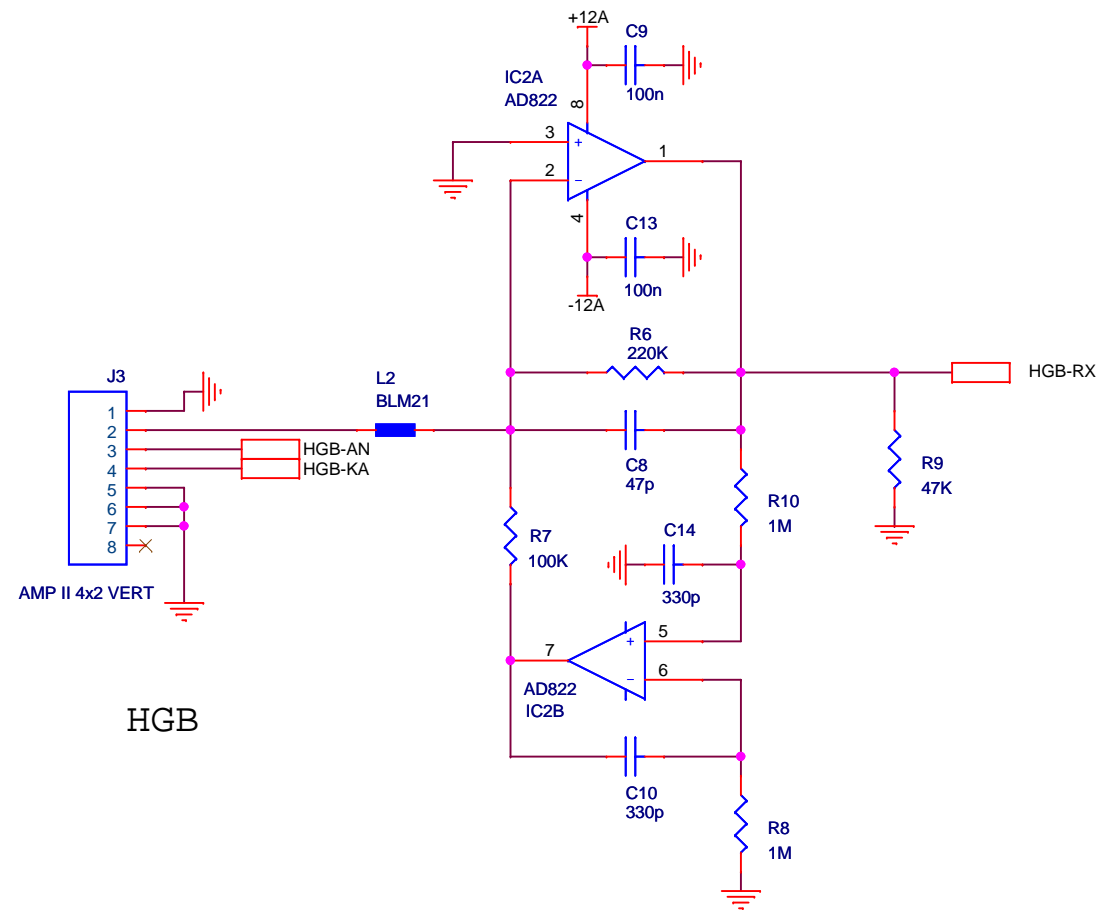 +12A
C9
100n
IC2A
AD822
8
3
+
2
−
1
4
C13
100n
-12A
R6
220K
HGB-RX
J3
L2
BLM21
1
2
3
4
5
6
7
8
HGB-AN
HGB-KA
C8
47p
R9
47K
R10
1M
R7
100K
C14
330p
AMP II 4x2 VERT
5
+
7
6
−
AD822
IC2B
HGB
C10
330p
R8
1M